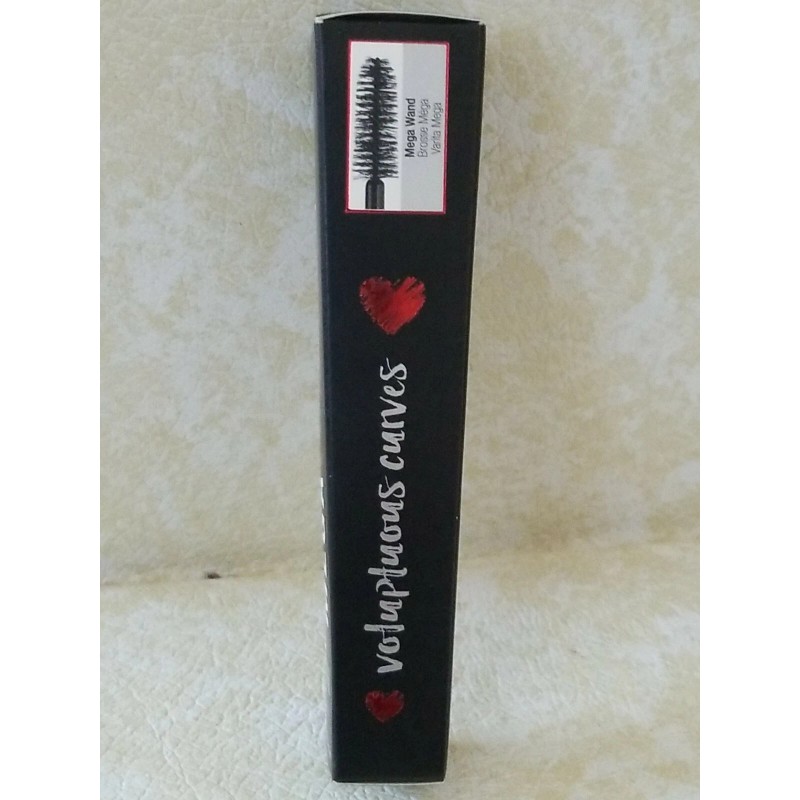 Mega Wand
Brosse Mega
Varita Mega
voluptuous curves